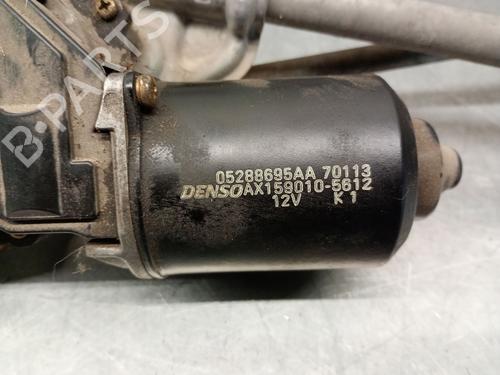 B-PARTS
05288695AA 70113
DENSO AX159010-5612
12V K1